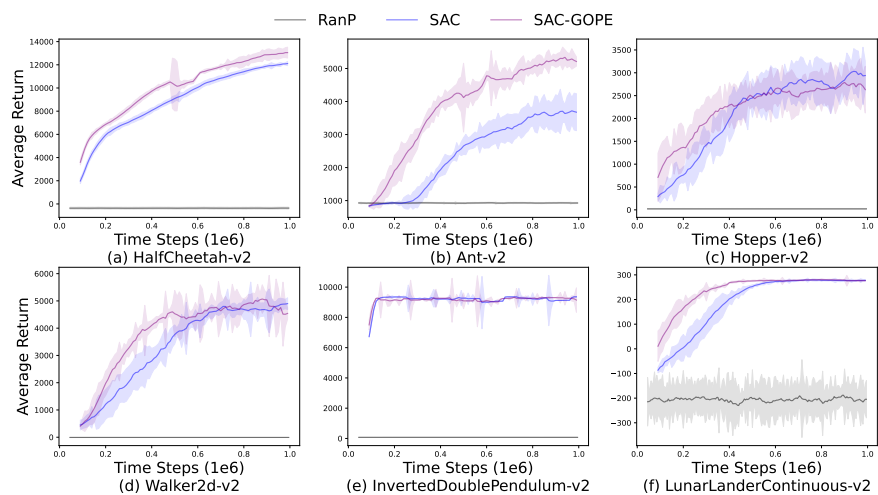 RanP SAC SAC-GOPE
14000
12000
10000
8000
6000
4000
2000
0
Average Return
0.0 0.2 0.4 0.6 0.8 1.0
Time Steps (1e6)
(a) HalfCheetah-v2
5000
4000
3000
2000
1000
0.0 0.2 0.4 0.6 0.8 1.0
Time Steps (1e6)
(b) Ant-v2
3500
3000
2500
2000
1500
1000
500
0
0.0 0.2 0.4 0.6 0.8 1.0
Time Steps (1e6)
(c) Hopper-v2
6000
5000
4000
3000
2000
1000
0
Average Return
0.0 0.2 0.4 0.6 0.8 1.0
Time Steps (1e6)
(d) Walker2d-v2
10000
8000
6000
4000
2000
0
0.0 0.2 0.4 0.6 0.8 1.0
Time Steps (1e6)
(e) InvertedDoublePendulum-v2
300
200
100
0
−100
−200
−300
0.0 0.2 0.4 0.6 0.8 1.0
Time Steps (1e6)
(f) LunarLanderContinuous-v2